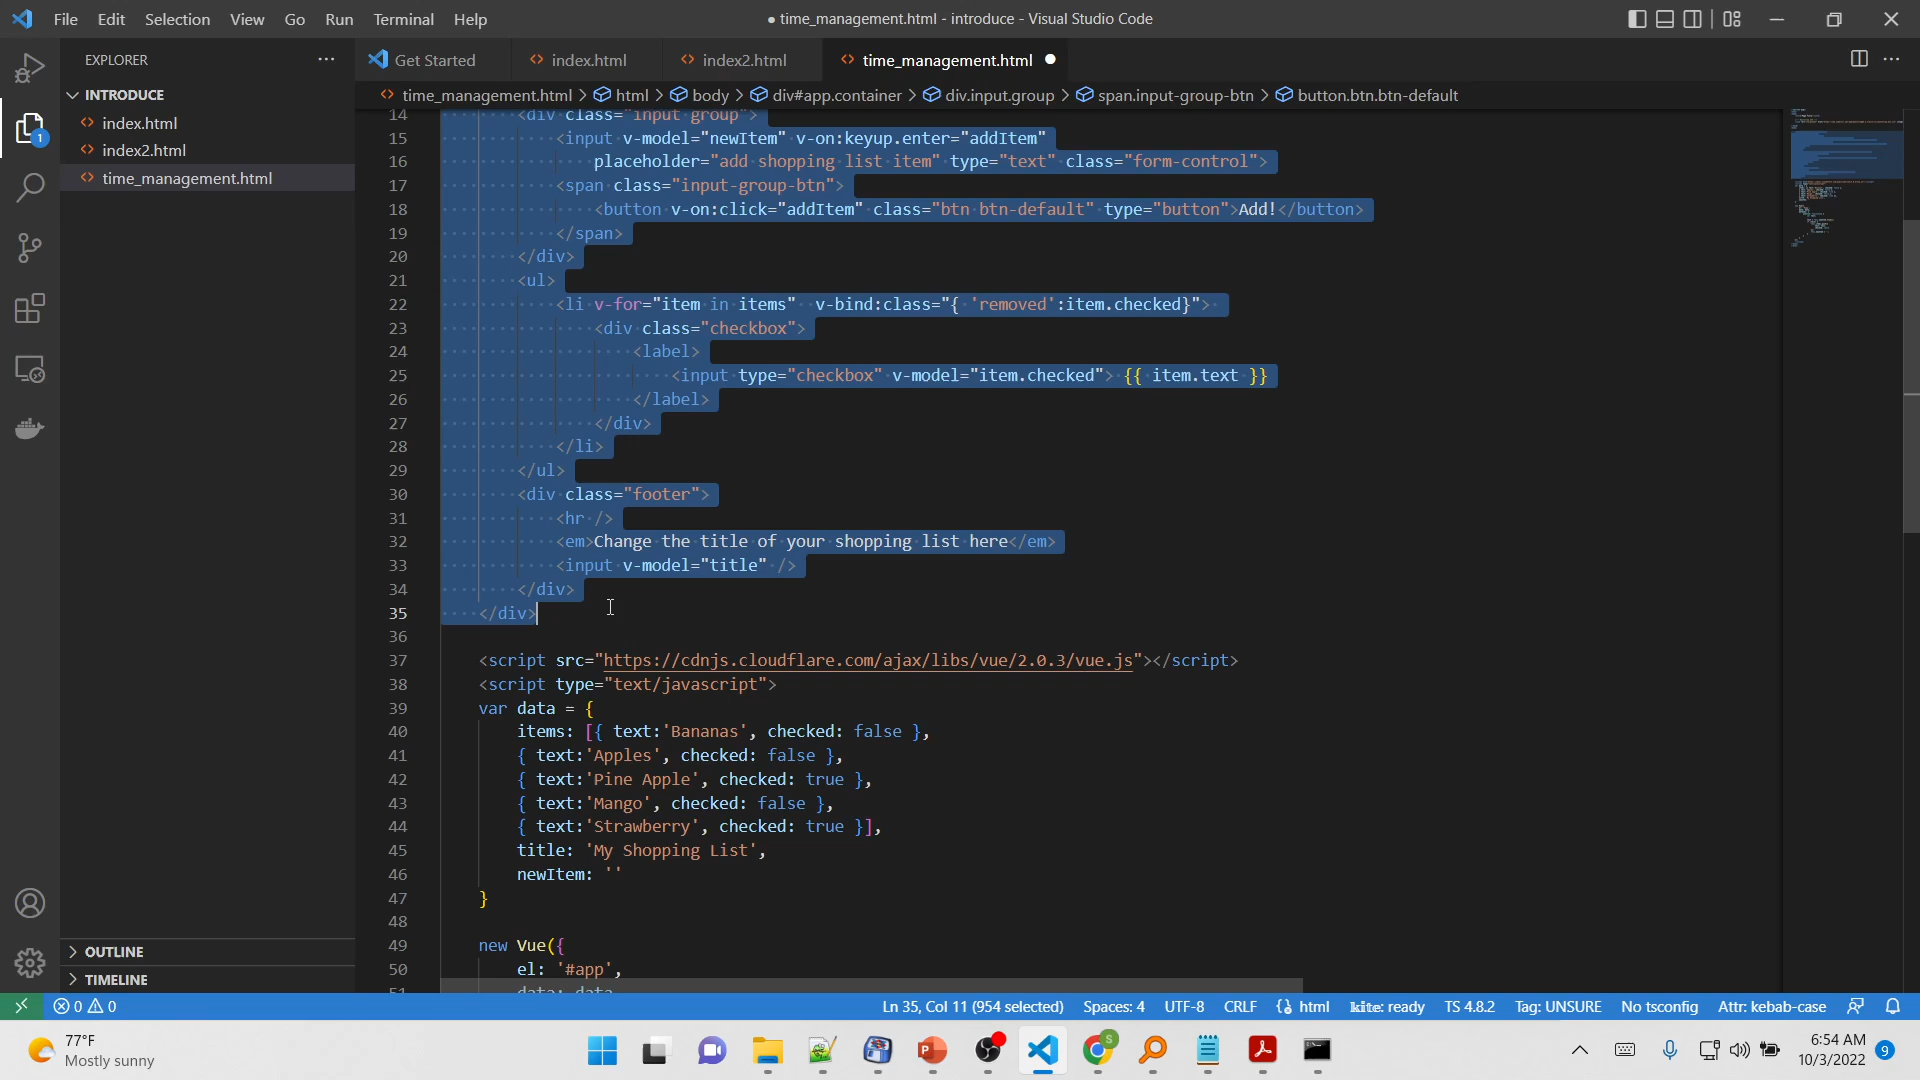 File Edit Selection View Go Run Terminal Help
● time_management.html - introduce - Visual Studio Code
EXPLORER
Get Started
index.html
index2.html
time_management.html
time_management.html > html > body > div#app.container > div.input.group > span.input-group-btn > button.btn.btn-default
INTRODUCE
index.html
index2.html
time_management.html
1
14 <div class="input group">
15 <input v-model="newItem" v-on:keyup.enter="addItem"
16 placeholder="add shopping list item" type="text" class="form-control">
17 <span class="input-group-btn">
18 <button v-on:click="addItem" class="btn btn-default" type="button">Add!</button>
19 </span>
20 </div>
21 <ul>
22 <li v-for="item in items"  v-bind:class="{ 'removed':item.checked}">
23 <div class="checkbox">
24 <label>
25 <input type="checkbox" v-model="item.checked"> {{ item.text }}
26 </label>
27 </div>
28 </li>
29 </ul>
30 <div class="footer">
31 <hr />
32 <em>Change the title of your shopping list here</em>
33 <input v-model="title" />
34 </div>
35 </div>
36
37 <script src="https://cdnjs.cloudflare.com/ajax/libs/vue/2.0.3/vue.js"></script>
38 <script type="text/javascript">
39 var data = {
40 items: [{ text:'Bananas', checked: false },
41 { text:'Apples', checked: false },
42 { text:'Pine Apple', checked: true },
43 { text:'Mango', checked: false },
44 { text:'Strawberry', checked: true }],
45 title: 'My Shopping List',
46 newItem: ''
47 }
48
49 new Vue({
50 el: '#app',
51 data: data
OUTLINE
TIMELINE
0 0
Ln 35, Col 11 (954 selected) Spaces: 4 UTF-8 CRLF html kite: ready TS 4.8.2 Tag: UNSURE No tsconfig Attr: kebab-case
77°F
Mostly sunny
6:54 AM
10/3/2022
9